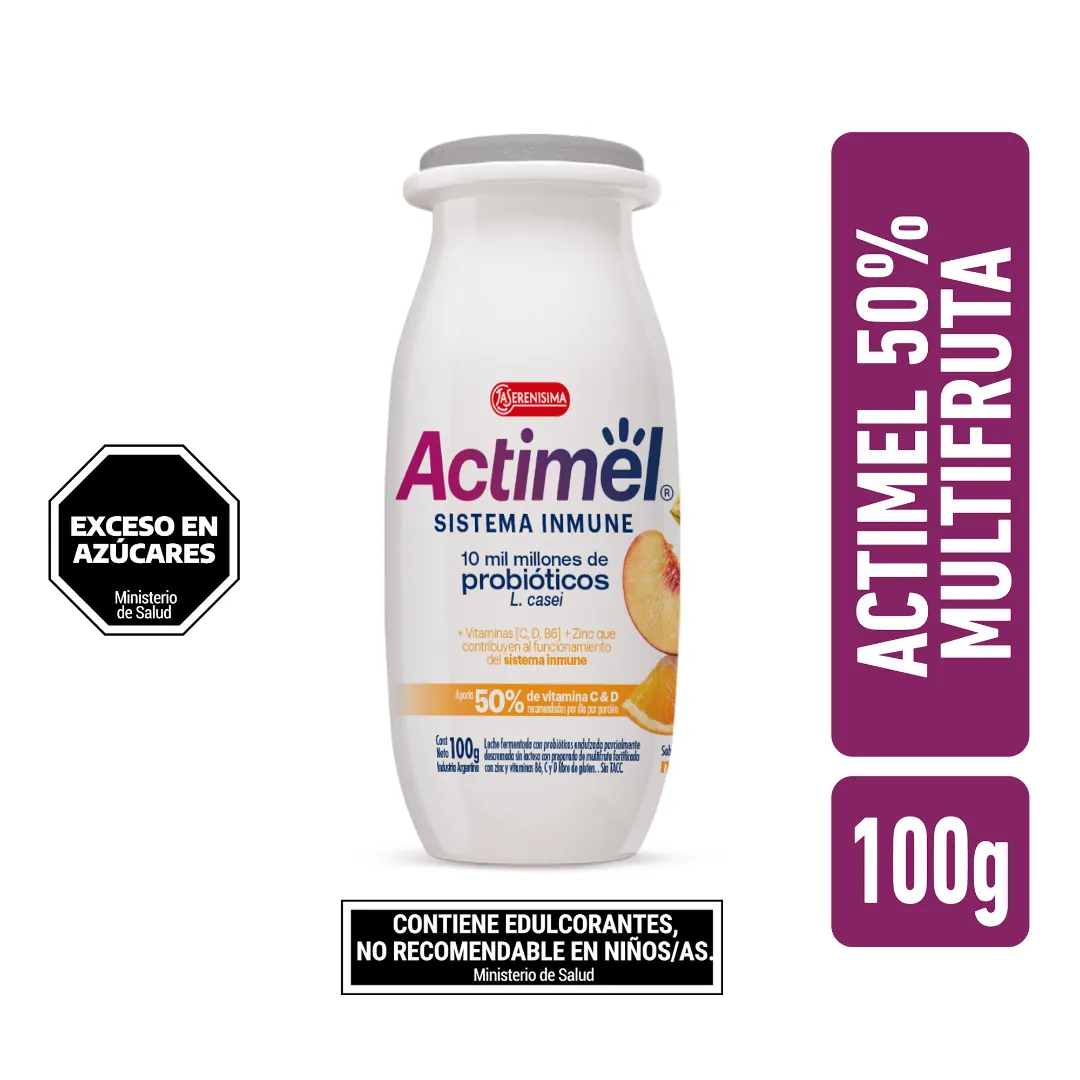 LASERENISIMA
Actimel®
SISTEMA INMUNE
10 mil millones de
probióticos
L. casei
+ Vitaminas (C, D, B6) + Zinc que
contribuyen al funcionamiento
del sistema inmune
Aporta 50% de vitamina C & D
recomendados por día por porción
Cont
Neto 100g
Industria Argentina
Leche fermentada con probióticos endulzada parcialmente
descremada sin lactosa con preparado de multifruta fortificada
con zinc y vitaminas B6, C y D libre de gluten. . Sin TACC.
EXCESO EN
AZÚCARES
Ministerio
de Salud
CONTIENE EDULCORANTES,
NO RECOMENDABLE EN NIÑOS/AS.
Ministerio de Salud
ACTIMEL 50%
MULTIFRUTA
100g